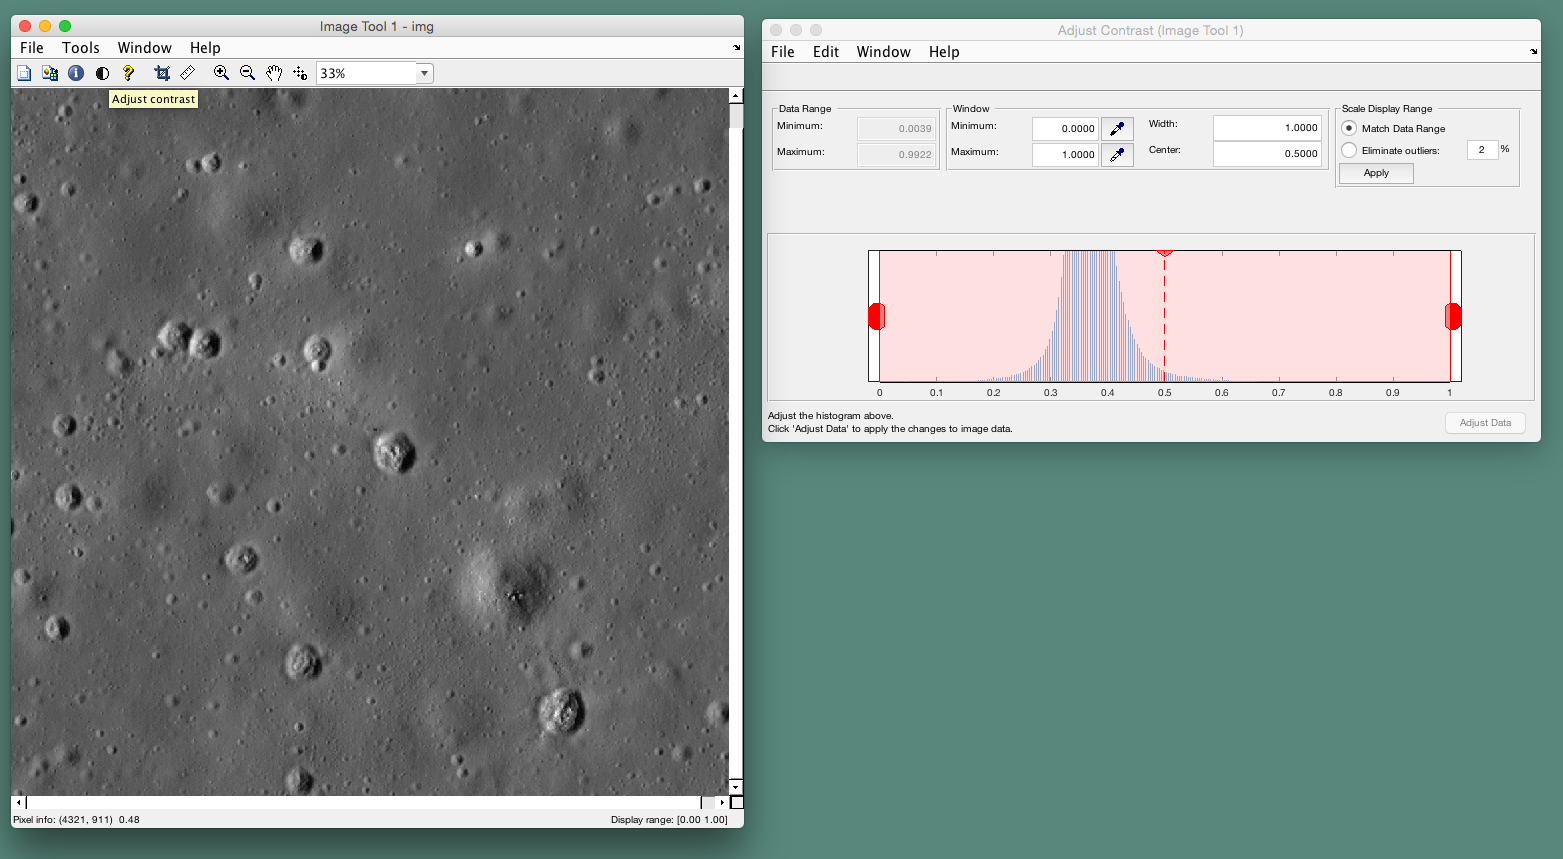 Image Tool 1 - img
File Tools Window Help
33%
Adjust contrast
Pixel info: (4321, 911) 0.48
Display range: [0.00 1.00]
Adjust Contrast (Image Tool 1)
File Edit Window Help
Data Range
Minimum: 0.0039
Maximum: 0.9922
Window
Minimum: 0.0000
Maximum: 1.0000
Width: 1.0000
Center: 0.5000
Scale Display Range
Match Data Range
Eliminate outliers: 2 %
Apply
0 0.1 0.2 0.3 0.4 0.5 0.6 0.7 0.8 0.9 1
Adjust the histogram above.
Click 'Adjust Data' to apply the changes to image data.
Adjust Data